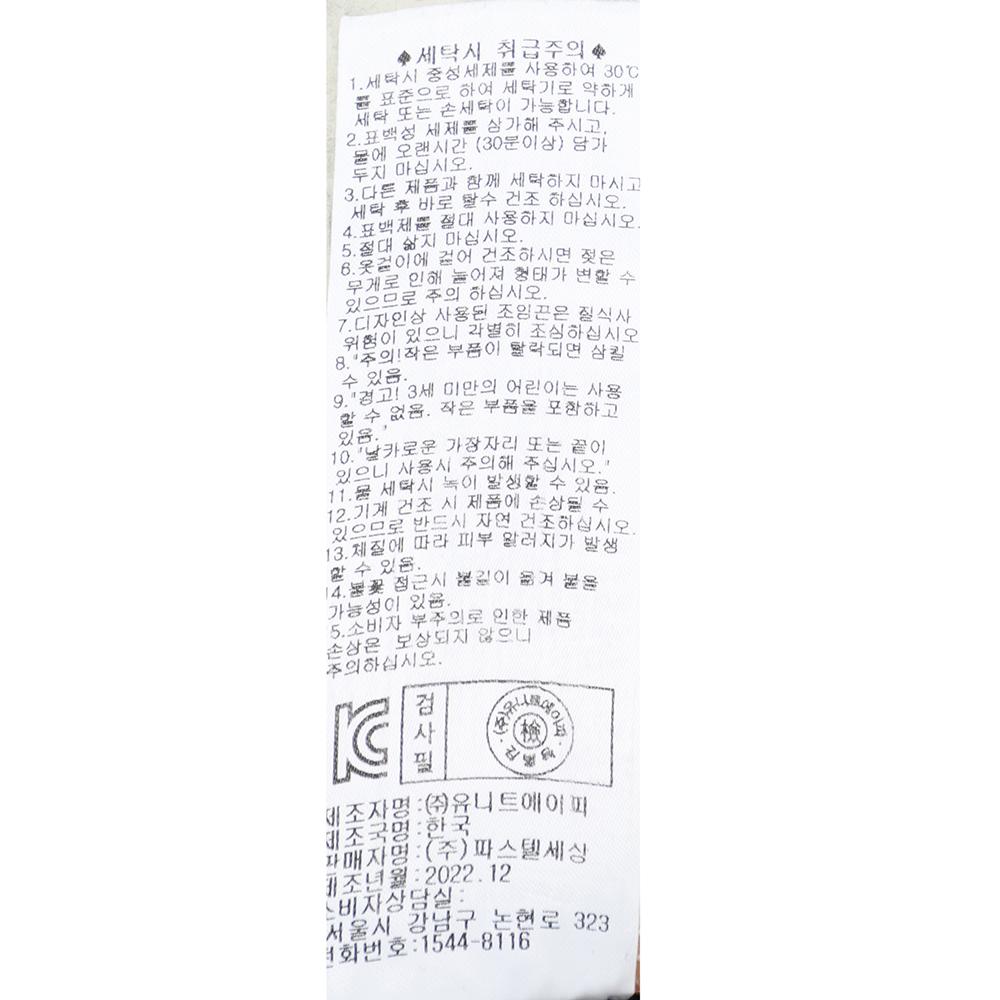 ♠세탁시 취급주의♠
1.세탁시 중성세제를 사용하여 30℃
를 표준으로 하여 세탁기로 약하게
세탁 또는 손세탁이 가능합니다.
2.표백성 세제를 삼가해 주시고,
물에 오랜시간 (30분이상) 담가
두지 마십시오.
3.다른 제품과 함께 세탁하지 마시고
세탁 후 바로 탈수 건조 하십시오.
4.표백제를 절대 사용하지 마십시오.
5.절대 삶지 마십시오.
6.옷걸이에 걸어 건조하시면 젖은
무게로 인해 늘어져 형태가 변할 수
있으므로 주의 하십시오.
7.디자인상 사용된 조임끈은 질식사
위험이 있으니 각별히 조심하십시오
8."주의!작은 부품이 탈락되면 삼킬
수 있음.
9."경고! 3세 미만의 어린이는 사용
할 수 없음. 작은 부품을 포함하고
있음."
10."날카로운 가장자리 또는 끝이
있으니 사용시 주의해 주십시오."
11.물 세탁시 녹이 발생할 수 있음.
12.기계 건조 시 제품에 손상될 수
있으므로 반드시 자연 건조하십시오.
13.체질에 따라 피부 알러지가 발생
할 수 있음.
14.불꽃 접근시 불길이 옮겨 붙을
가능성이 있음.
5.소비자 부주의로 인한 제품
손상은 보상되지 않으니
주의하십시오.
KC
검사필
(주)유니트에이피
檢
제조자명:㈜유니트에이피
제조국명:한국
판매자명:(주)파스텔세상
제조년월:2022.12
소비자상담실:
서울시 강남구 논현로 323
전화번호:1544-8116